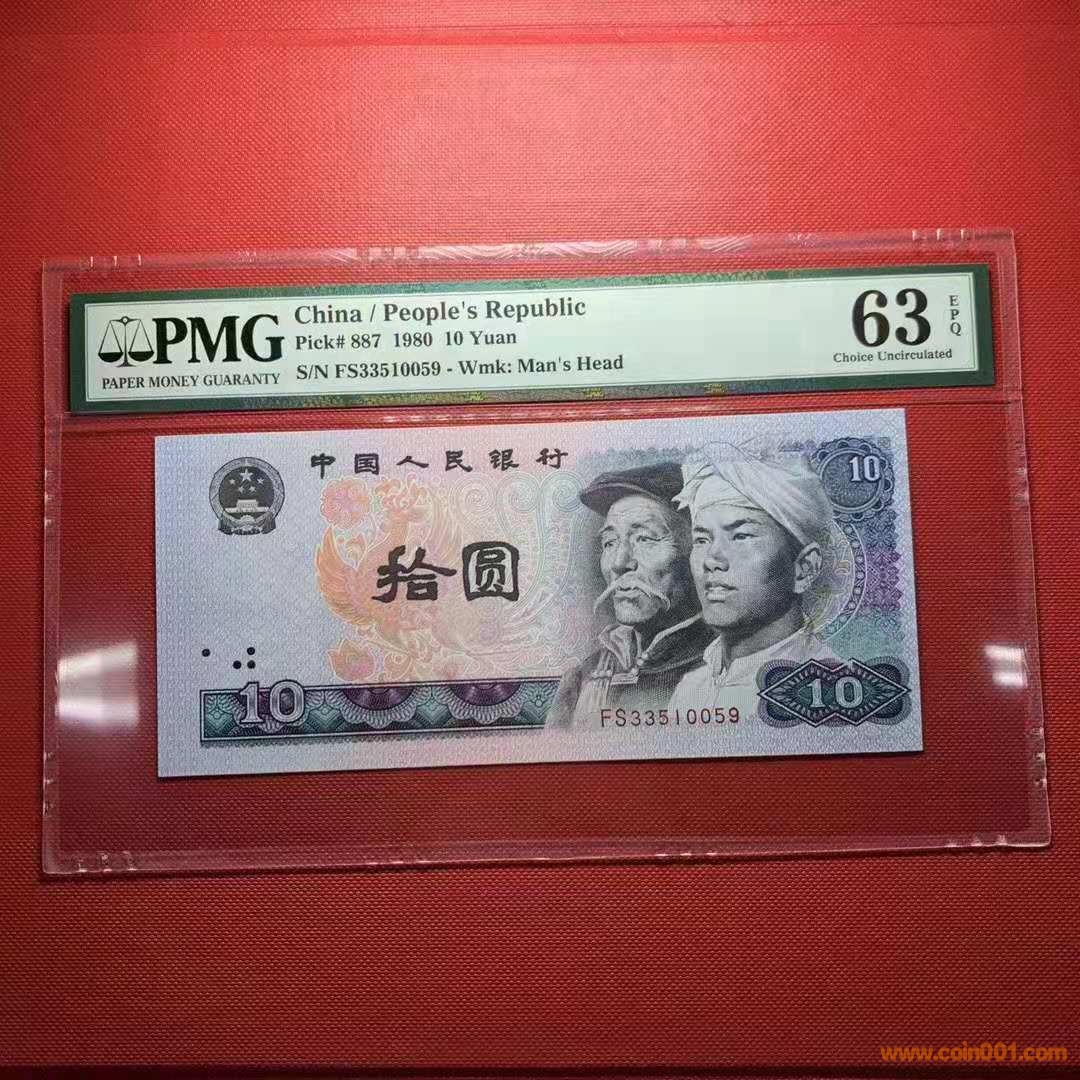 PMG
PAPER MONEY GUARANTY
China / People's Republic
Pick# 887 1980 10 Yuan
S/N FS33510059 - Wmk: Man's Head
63
EPQ
Choice Uncirculated
中国人民银行
10
拾圆
10
FS33510059
10
www.coin001.com